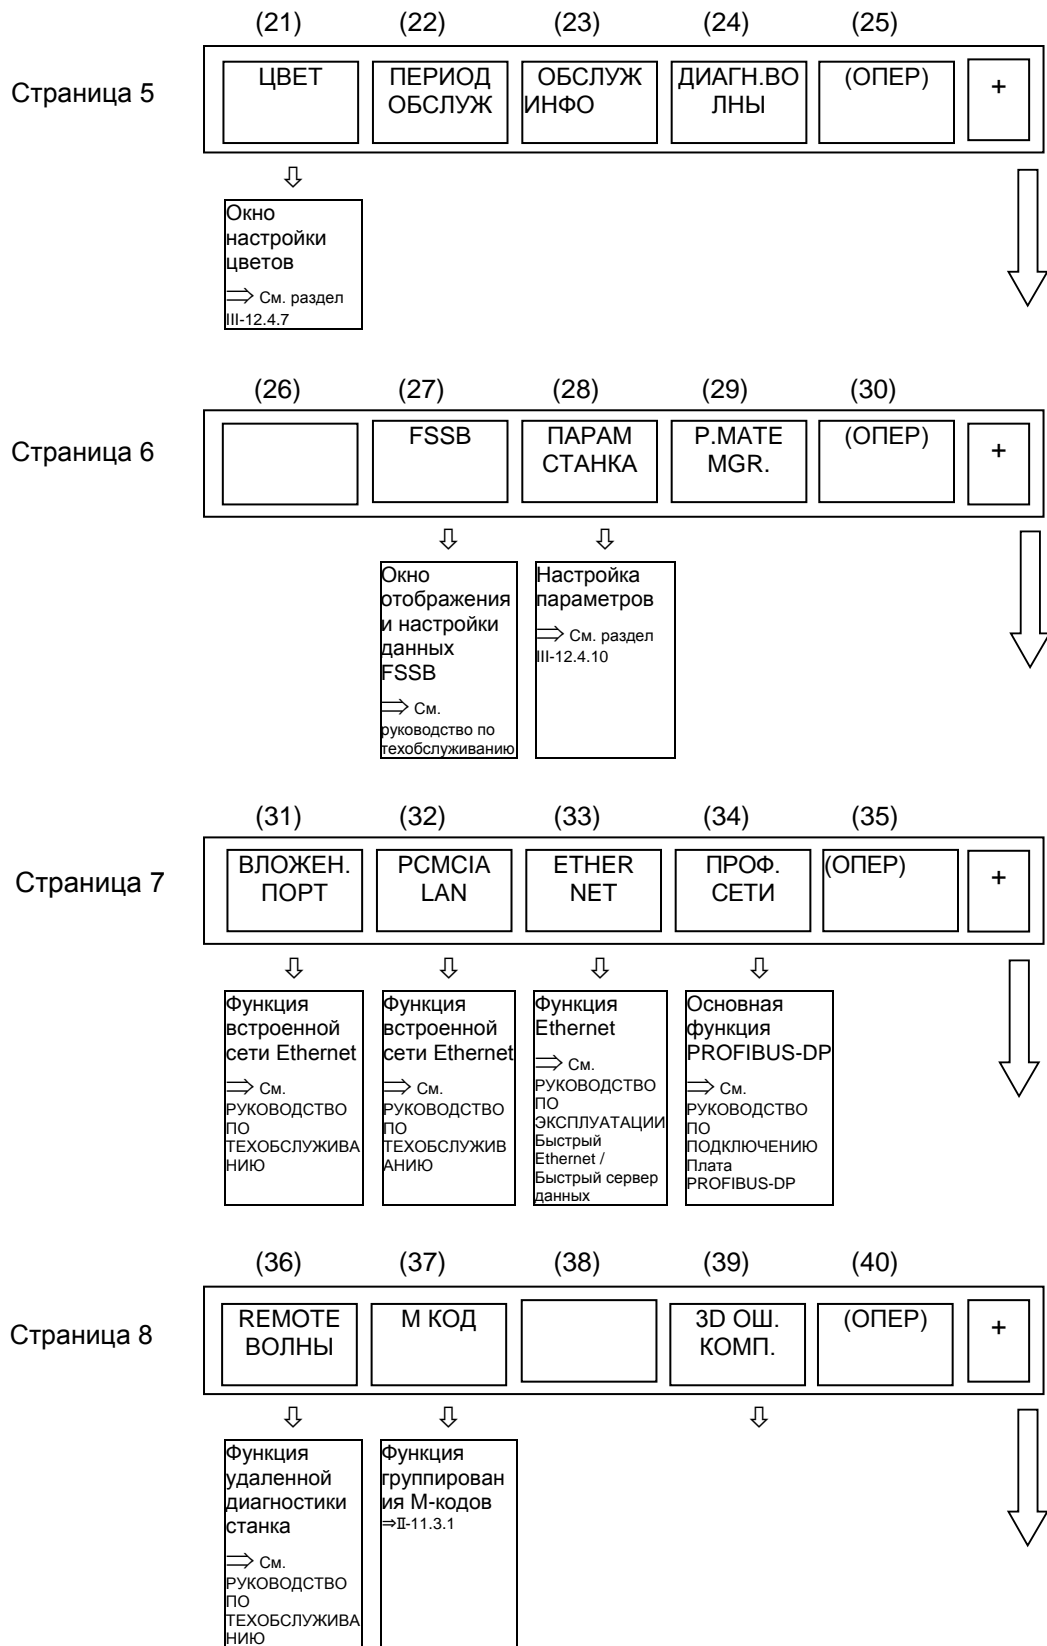 (21) (22) (23) (24) (25)
Страница 5
ЦВЕТ
ПЕРИОД
ОБСЛУЖ
ОБСЛУЖ
ИНФО
ДИАГН.ВО
ЛНЫ
(ОПЕР)
+
Окно
настройки
цветов
⇒ См. раздел
III-12.4.7
(26) (27) (28) (29) (30)
Страница 6
FSSB
ПАРАМ
СТАНКА
P.MATE
MGR.
(ОПЕР)
+
Окно
отображения
и настройки
данных
FSSB
⇒ См.
руководство по
техобслуживанию
Настройка
параметров
⇒ См. раздел
III-12.4.10
(31) (32) (33) (34) (35)
Страница 7
ВЛОЖЕН.
ПОРТ
PCMCIA
LAN
ETHER
NET
ПРОФ.
СЕТИ
(ОПЕР)
+
Функция
встроенной
сети Ethernet
⇒ См.
РУКОВОДСТВО
ПО
ТЕХОБСЛУЖИВА
НИЮ
Функция
встроенной
сети Ethernet
⇒ См.
РУКОВОДСТВО
ПО
ТЕХОБСЛУЖИВ
АНИЮ
Функция
Ethernet
⇒ См.
РУКОВОДСТВО
ПО
ЭКСПЛУАТАЦИИ
Быстрый
Ethernet /
Быстрый сервер
данных
Основная
функция
PROFIBUS-DP
⇒ См.
РУКОВОДСТВО
ПО
ПОДКЛЮЧЕНИЮ
Плата
PROFIBUS-DP
(36) (37) (38) (39) (40)
Страница 8
REMOTE
ВОЛНЫ
М КОД
3D ОШ.
КОМП.
(ОПЕР)
+
Функция
удаленной
диагностики
станка
⇒ См.
РУКОВОДСТВО
ПО
ТЕХОБСЛУЖИВА
НИЮ
Функция
группирован
ия М-кодов
⇒II-11.3.1